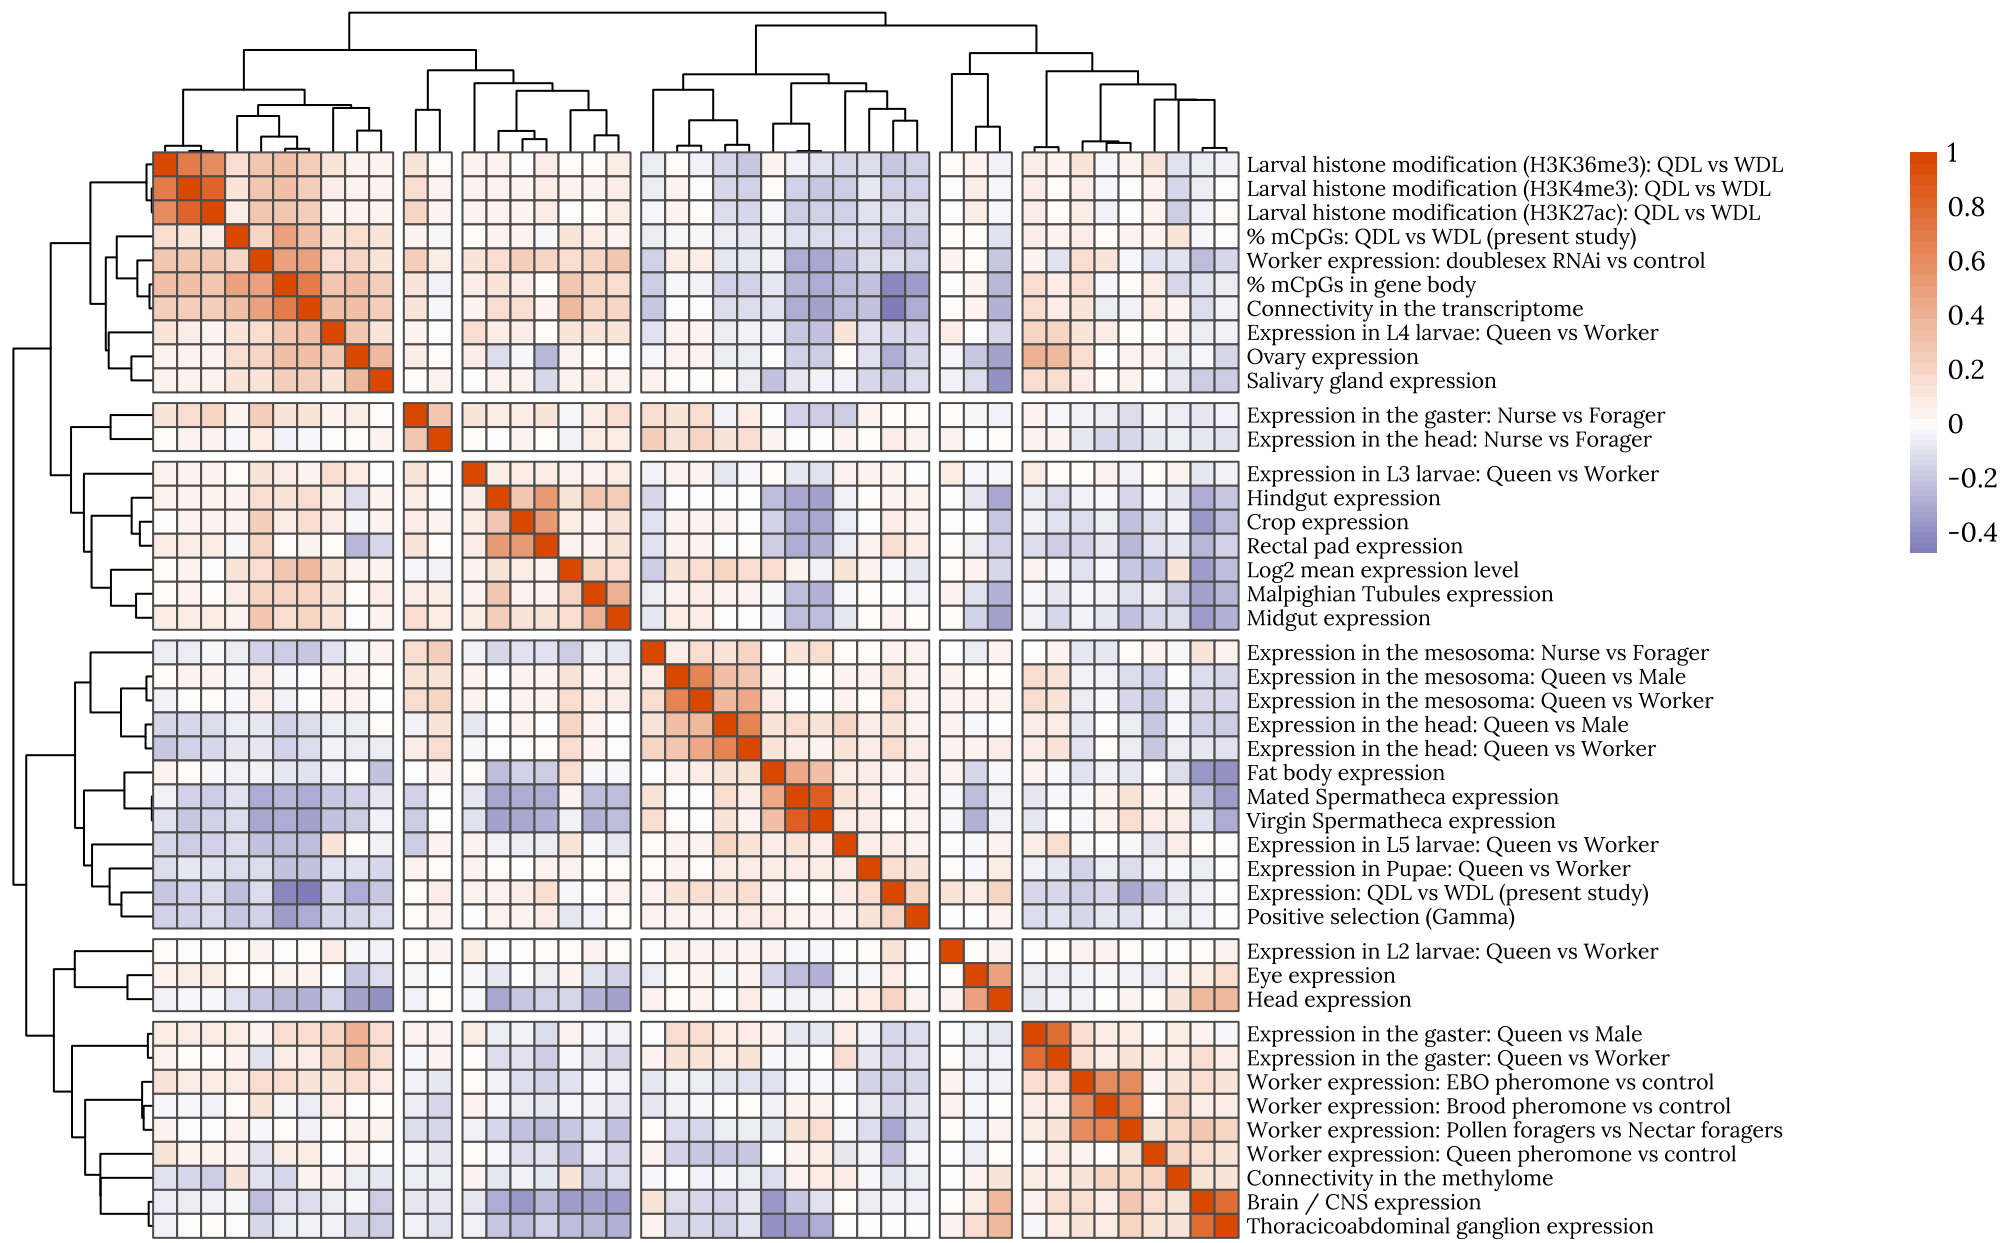 Larval histone modification (H3K36me3): QDL vs WDL
Larval histone modification (H3K4me3): QDL vs WDL
Larval histone modification (H3K27ac): QDL vs WDL
% mCpGs: QDL vs WDL (present study)
Worker expression: doublesex RNAi vs control
% mCpGs in gene body
Connectivity in the transcriptome
Expression in L4 larvae: Queen vs Worker
Ovary expression
Salivary gland expression
Expression in the gaster: Nurse vs Forager
Expression in the head: Nurse vs Forager
Expression in L3 larvae: Queen vs Worker
Hindgut expression
Crop expression
Rectal pad expression
Log2 mean expression level
Malpighian Tubules expression
Midgut expression
Expression in the mesosoma: Nurse vs Forager
Expression in the mesosoma: Queen vs Male
Expression in the mesosoma: Queen vs Worker
Expression in the head: Queen vs Male
Expression in the head: Queen vs Worker
Fat body expression
Mated Spermatheca expression
Virgin Spermatheca expression
Expression in L5 larvae: Queen vs Worker
Expression in Pupae: Queen vs Worker
Expression: QDL vs WDL (present study)
Positive selection (Gamma)
Expression in L2 larvae: Queen vs Worker
Eye expression
Head expression
Expression in the gaster: Queen vs Male
Expression in the gaster: Queen vs Worker
Worker expression: EBO pheromone vs control
Worker expression: Brood pheromone vs control
Worker expression: Pollen foragers vs Nectar foragers
Worker expression: Queen pheromone vs control
Connectivity in the methylome
Brain / CNS expression
Thoracicoabdominal ganglion expression
1
0.8
0.6
0.4
0.2
0
-0.2
-0.4